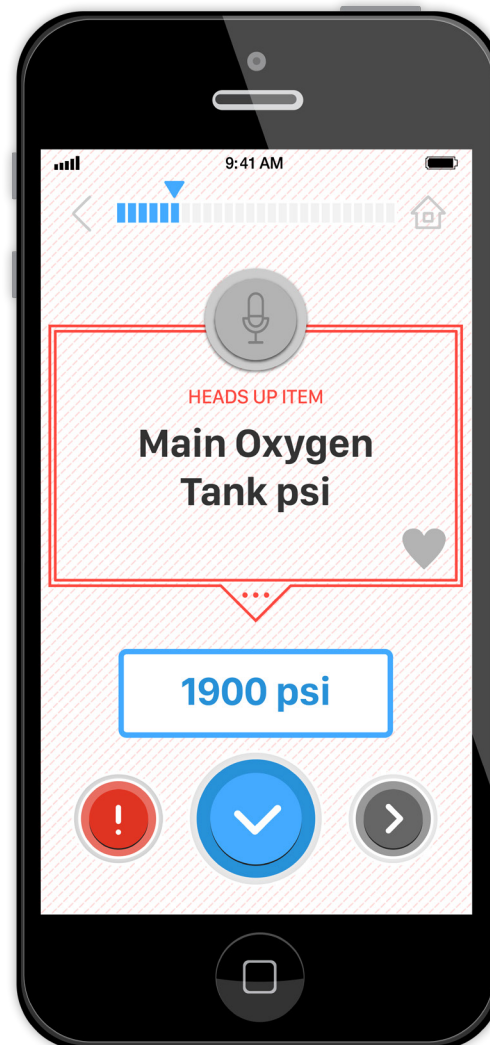 9:41 AM
HEADS UP ITEM
Main Oxygen
Tank psi
1900 psi